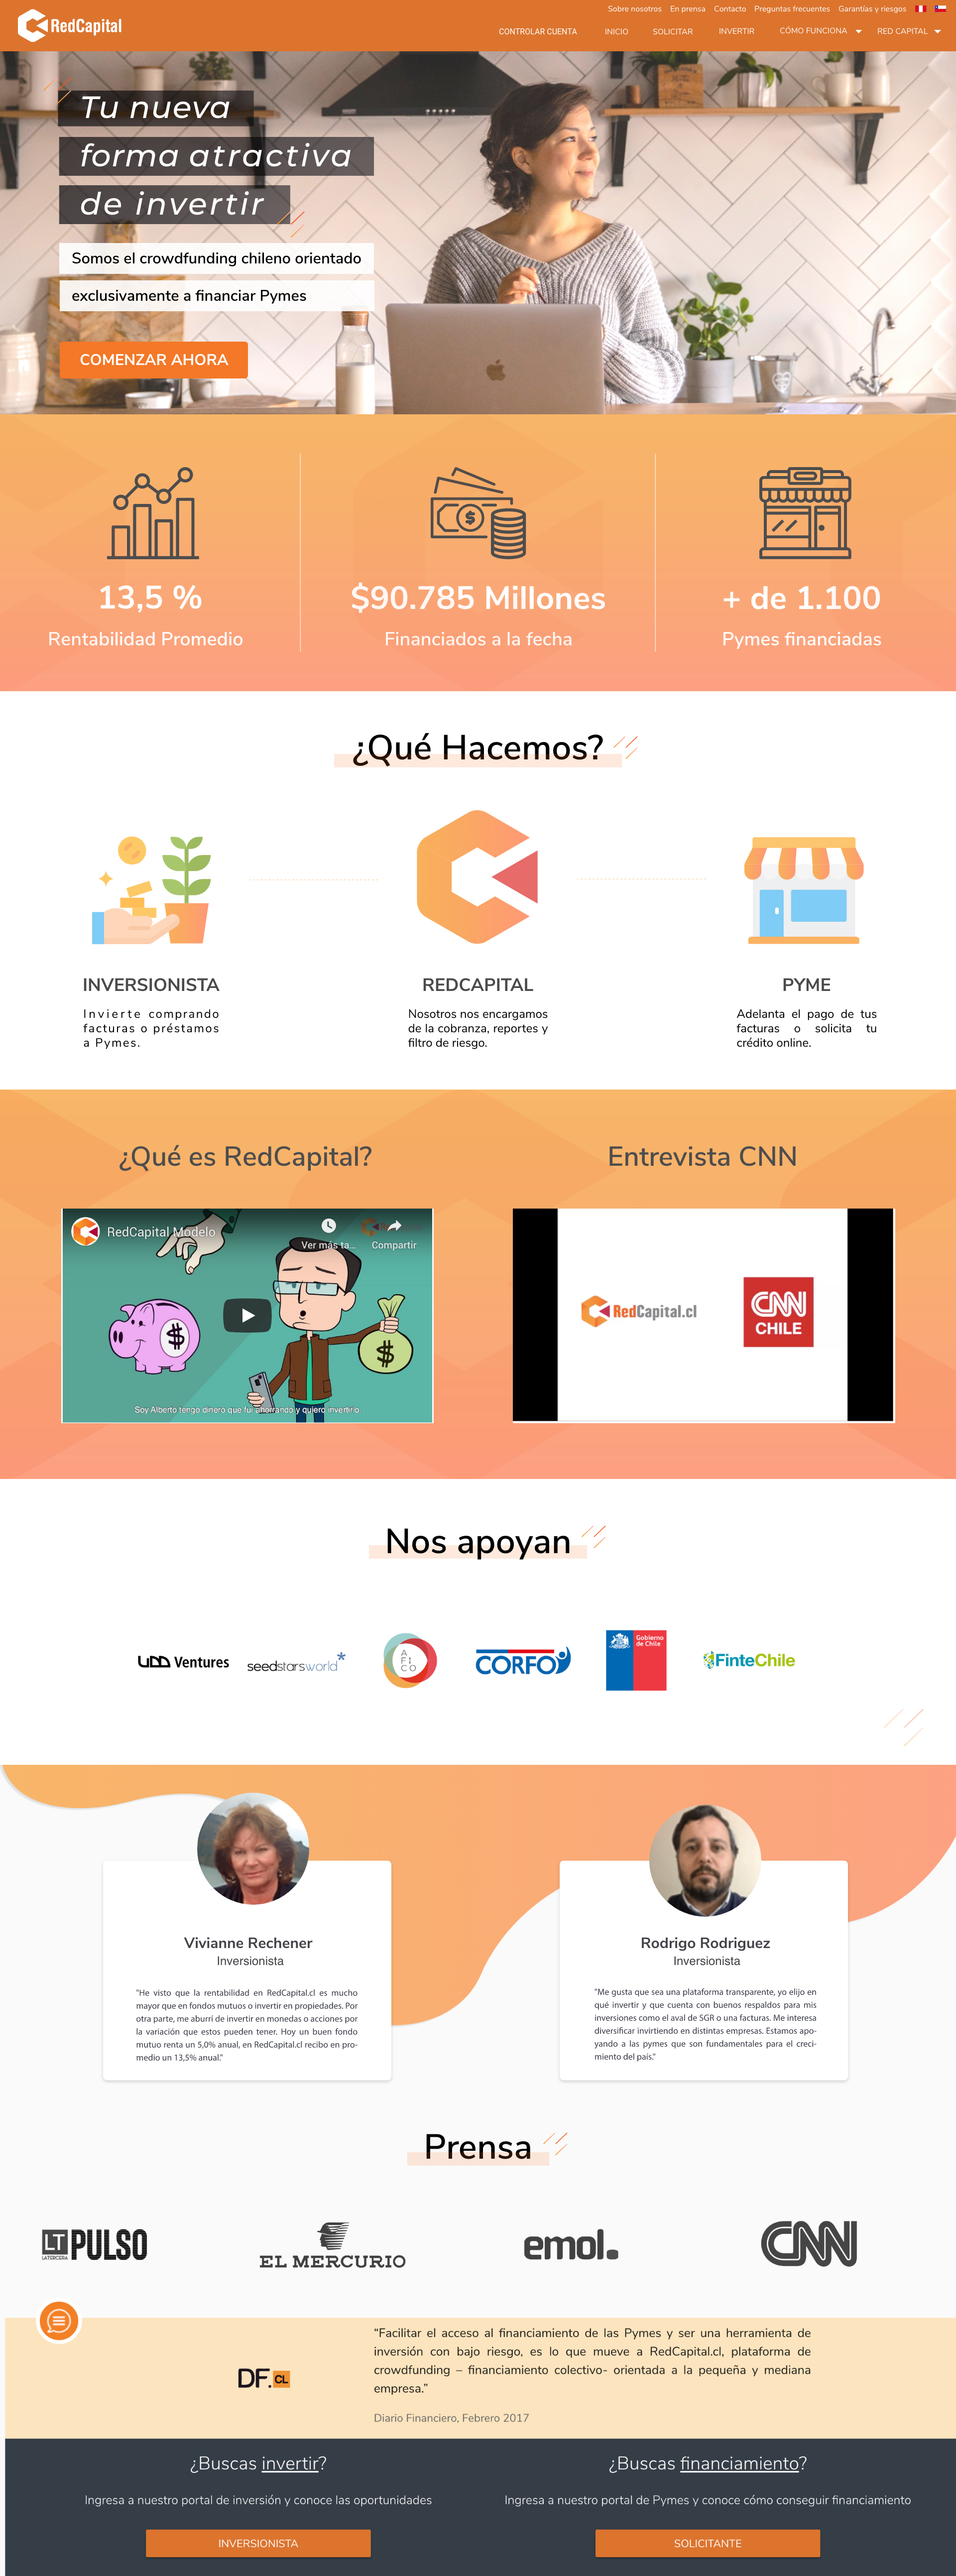 Sobre nosotros En prensa Contacto Preguntas frecuentes Garantías y riesgos
RedCapital
CONTROLAR CUENTA INICIO SOLICITAR INVERTIR CÓMO FUNCIONA RED CAPITAL
Tu nueva
forma atractiva
de invertir
Somos el crowdfunding chileno orientado
exclusivamente a financiar Pymes
COMENZAR AHORA
13,5 %
Rentabilidad Promedio
$90.785 Millones
Financiados a la fecha
+ de 1.100
Pymes financiadas
¿Qué Hacemos?
INVERSIONISTA
Invierte comprando
facturas o préstamos
a Pymes.
REDCAPITAL
Nosotros nos encargamos
de la cobranza, reportes y
filtro de riesgo.
PYME
Adelanta el pago de tus
facturas o solicita tu
crédito online.
¿Qué es RedCapital?
RedCapital Modelo
Ver más ta...
Compartir
$
$
Soy Alberto tengo dinero que fui ahorrando y quiero invertirlo
Entrevista CNN
RedCapital.cl
CNN
CHILE
Nos apoyan
UDD Ventures
seedstarsworld
AFICO
CORFO
Gobierno
de Chile
FinteChile
Vivianne Rechener
Inversionista
"He visto que la rentabilidad en RedCapital.cl es mucho
mayor que en fondos mutuos o invertir en propiedades. Por
otra parte, me aburrí de invertir en monedas o acciones por
la variación que estos pueden tener. Hoy un buen fondo
mutuo renta un 5,0% anual, en RedCapital.cl recibo en pro-
medio un 13,5% anual."
Rodrigo Rodriguez
Inversionista
"Me gusta que sea una plataforma transparente, yo elijo en
qué invertir y que cuenta con buenos respaldos para mis
inversiones como el aval de SGR o una facturas. Me interesa
diversificar invirtiendo en distintas empresas. Estamos apo-
yando a las pymes que son fundamentales para el creci-
miento del país."
Prensa
LT
LATERCERA
PULSO
EL MERCURIO
emol.
CNN
"Facilitar el acceso al financiamiento de las Pymes y ser una herramienta de
inversión con bajo riesgo, es lo que mueve a RedCapital.cl, plataforma de
crowdfunding – financiamiento colectivo- orientada a la pequeña y mediana
empresa."
DF.CL
Diario Financiero, Febrero 2017
¿Buscas invertir?
Ingresa a nuestro portal de inversión y conoce las oportunidades
INVERSIONISTA
¿Buscas financiamiento?
Ingresa a nuestro portal de Pymes y conoce cómo conseguir financiamiento
SOLICITANTE